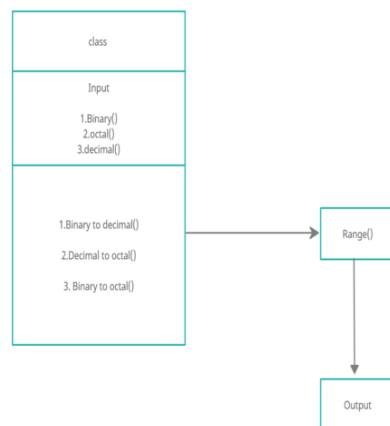 class
Input
1.Binary()
2.octal()
3.decimal()
1.Binary to decimal()
2.Decimal to octal()
3. Binary to octal()
Range()
Output